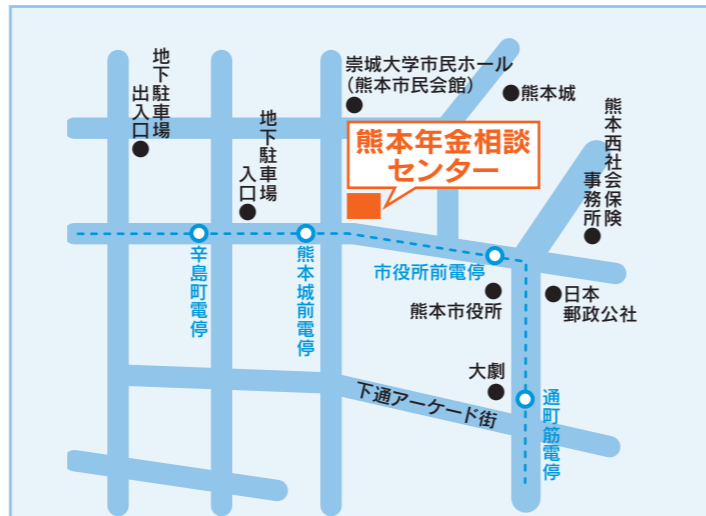 地下駐車場
出入口
地下駐車場
入口
崇城大学市民ホール
（熊本市民会館）
熊本城
熊本西社会保険
事務所
熊本年金相談
センター
辛島町電停
熊本城前電停
市役所前電停
熊本市役所
日本
郵政公社
大劇
下通アーケード街
通町筋電停